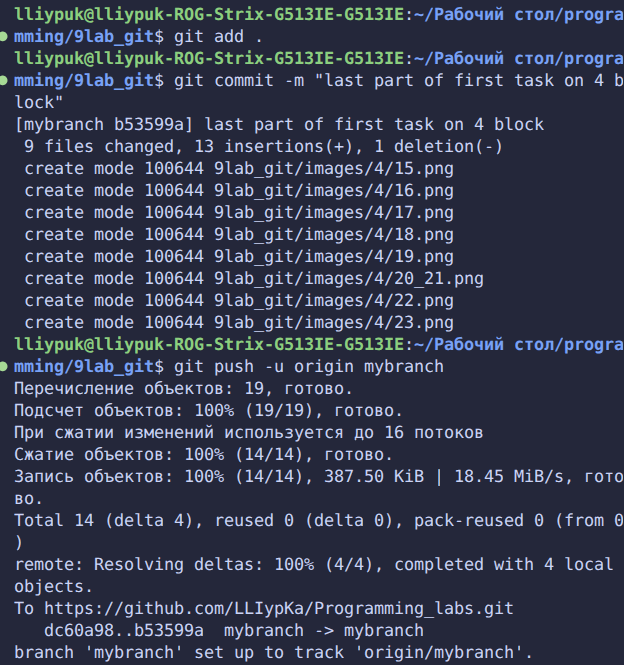 lliypuk@lliypuk-ROG-Strix-G513IE-G513IE:~/Рабочий стол/progra
mming/9lab_git$ git add .
lliypuk@lliypuk-ROG-Strix-G513IE-G513IE:~/Рабочий стол/progra
mming/9lab_git$ git commit -m "last part of first task on 4 b
lock"
[mybranch b53599a] last part of first task on 4 block
 9 files changed, 13 insertions(+), 1 deletion(-)
 create mode 100644 9lab_git/images/4/15.png
 create mode 100644 9lab_git/images/4/16.png
 create mode 100644 9lab_git/images/4/17.png
 create mode 100644 9lab_git/images/4/18.png
 create mode 100644 9lab_git/images/4/19.png
 create mode 100644 9lab_git/images/4/20_21.png
 create mode 100644 9lab_git/images/4/22.png
 create mode 100644 9lab_git/images/4/23.png
lliypuk@lliypuk-ROG-Strix-G513IE-G513IE:~/Рабочий стол/progra
mming/9lab_git$ git push -u origin mybranch
Перечисление объектов: 19, готово.
Подсчет объектов: 100% (19/19), готово.
При сжатии изменений используется до 16 потоков
Сжатие объектов: 100% (14/14), готово.
Запись объектов: 100% (14/14), 387.50 KiB | 18.45 MiB/s, гото
во.
Total 14 (delta 4), reused 0 (delta 0), pack-reused 0 (from 0
)
remote: Resolving deltas: 100% (4/4), completed with 4 local
objects.
To https://github.com/LLIypKa/Programming_labs.git
   dc60a98..b53599a  mybranch -> mybranch
branch 'mybranch' set up to track 'origin/mybranch'.